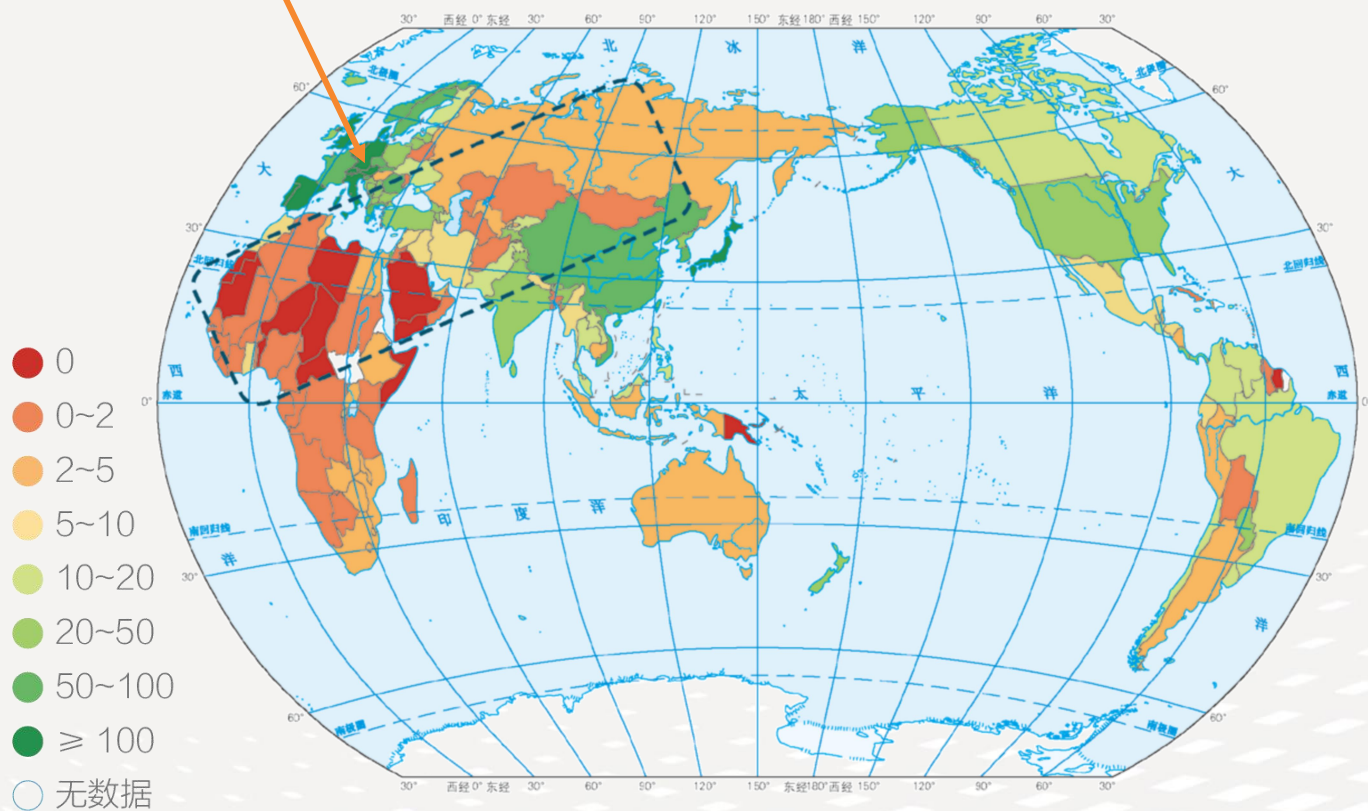 30° 西经 0° 东经 30° 60° 90° 120° 150° 东经 180° 西经 150° 120° 90° 60° 30°
北 冰 洋
北极圈
北极圈
60°
60°
大
大
30°
30°
北回归线
北回归线
西
西
赤道
赤道
0°
0
太 平 洋
印 度 洋
南回归线
南回归线
洋
洋
30°
30°
60°
60°
南极圈
南极圈
30° 西经 0° 东经 30° 60° 90° 120° 150° 东经180° 西经 150° 120° 90° 60° 30°
0
0~2
2~5
5~10
10~20
20~50
50~100
≥ 100
无数据